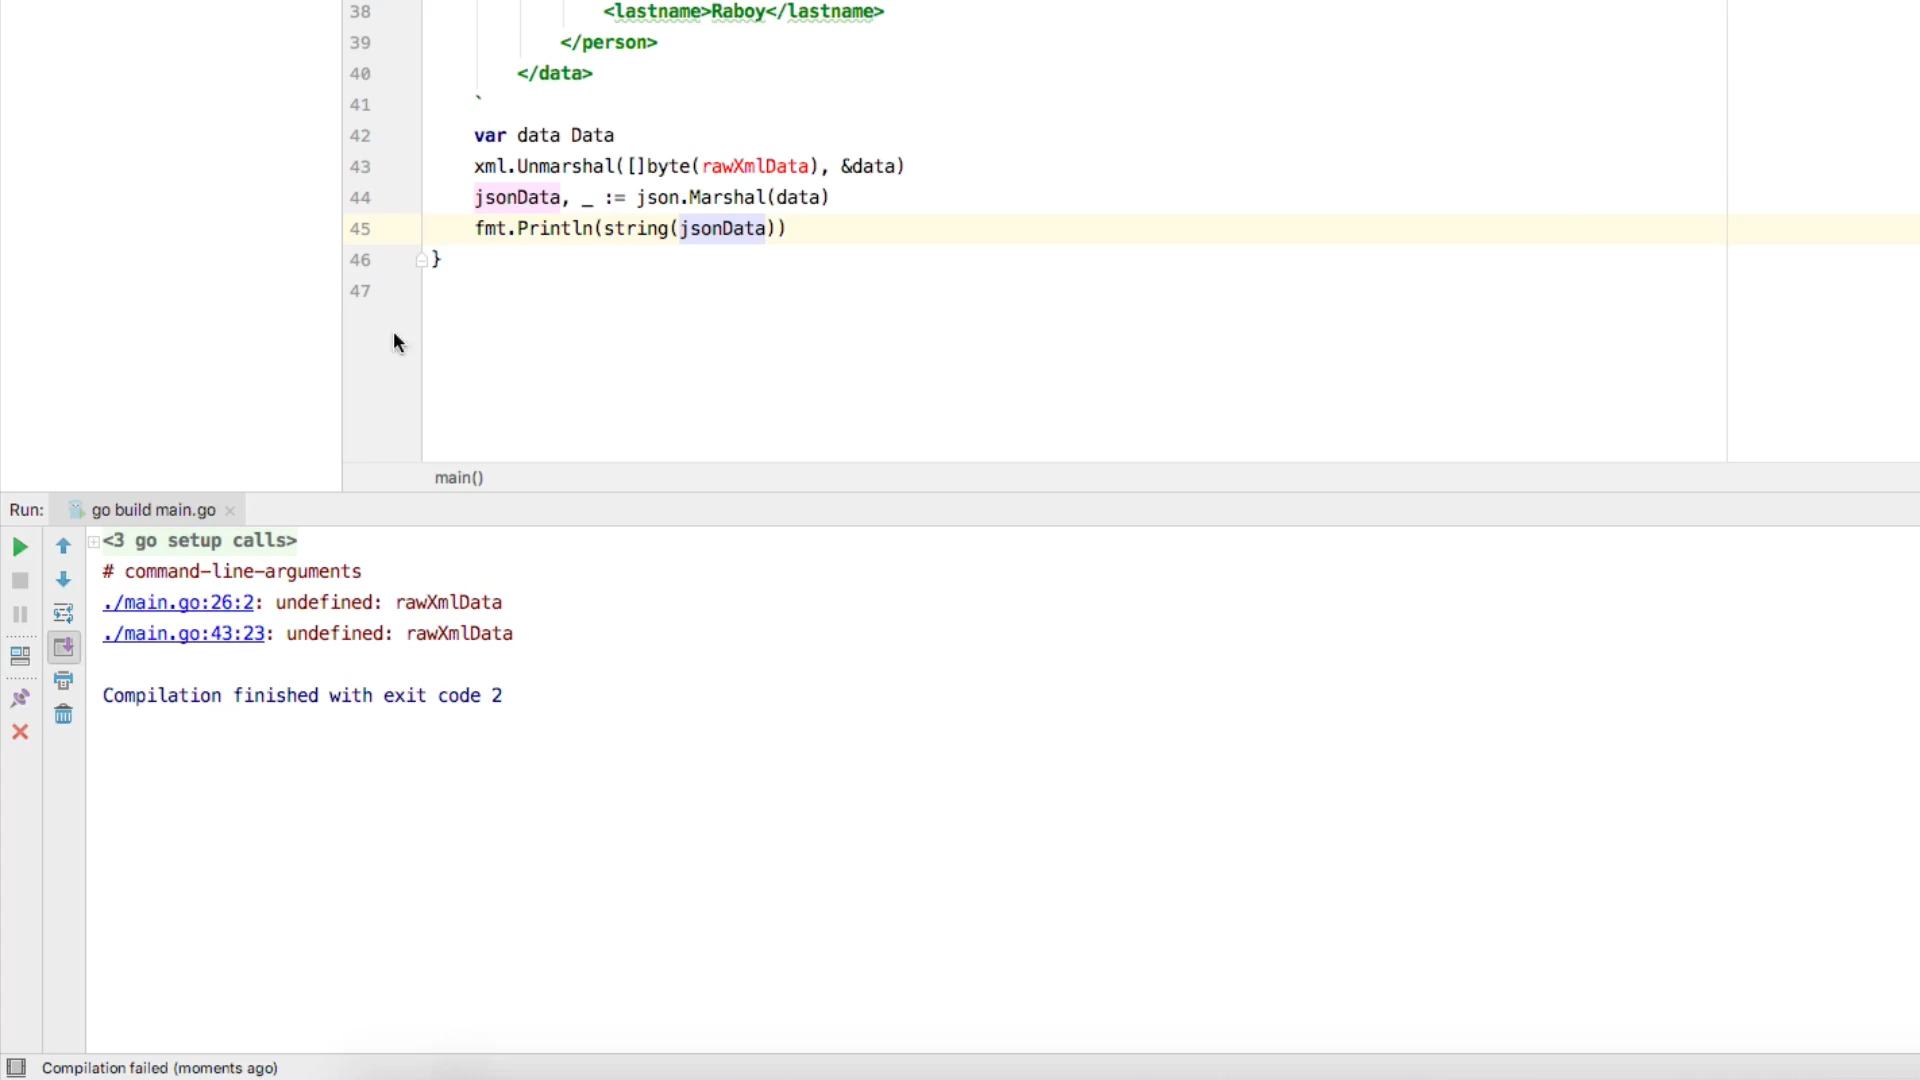 38 <lastname>Raboy</lastname>
39 </person>
40 </data>
41 `
42 var data Data
43 xml.Unmarshal([]byte(rawXmlData), &data)
44 jsonData, _ := json.Marshal(data)
45 fmt.Println(string(jsonData))
46 }
47
main()
Run: go build main.go
<3 go setup calls>
# command-line-arguments
./main.go:26:2: undefined: rawXmlData
./main.go:43:23: undefined: rawXmlData
Compilation finished with exit code 2
Compilation failed (moments ago)